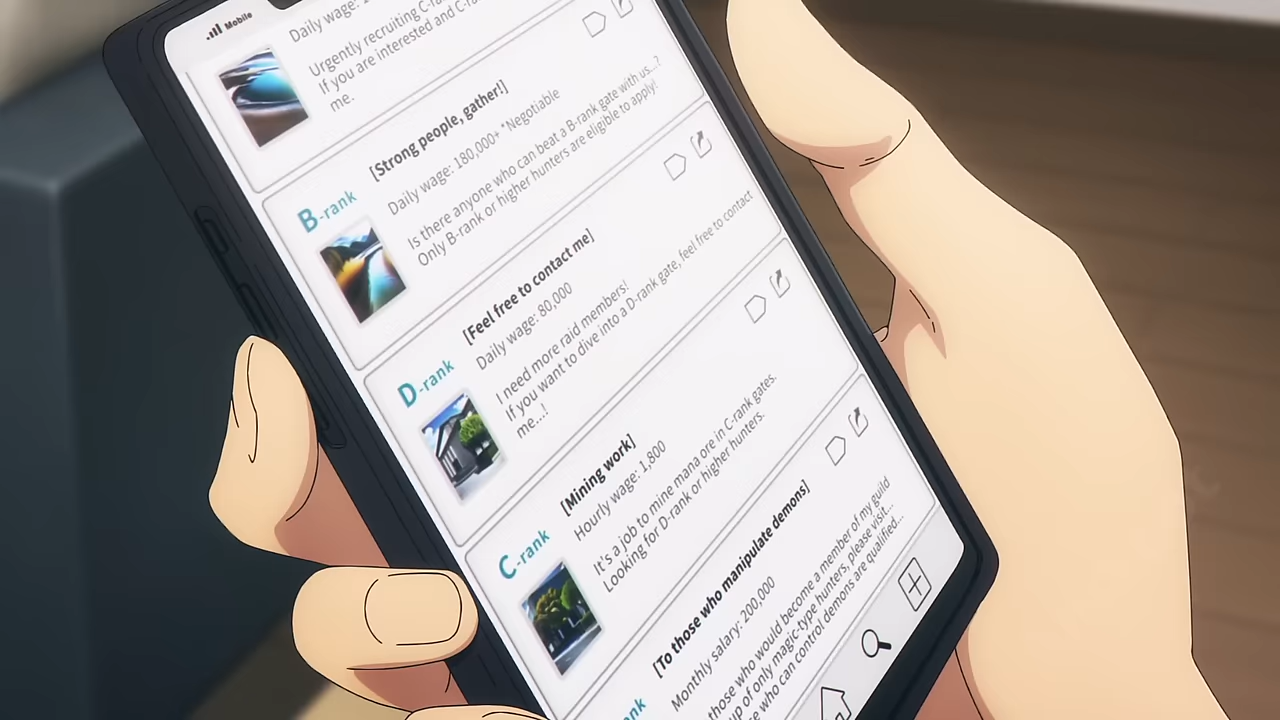 Mobile
Daily wage:
Urgently recruiting
If you are interested and
me.
B-rank
[Strong people, gather!]
Daily wage: 180,000+ *Negotiable
Is there anyone who can beat a B-rank gate with us...?
Only B-rank or higher hunters are eligible to apply!
D-rank
[Feel free to contact me]
Daily wage: 80,000
I need more raid members!
If you want to dive into a D-rank gate, feel free to contact
me...!
C-rank
[Mining work]
Hourly wage: 1,800
It's a job to mine mana ore in C-rank gates.
Looking for D-rank or higher hunters.
[To those who manipulate demons]
Monthly salary: 200,000
those who would become a member of my guild
of only magic-type hunters, please visit...
who can control demons are qualified...